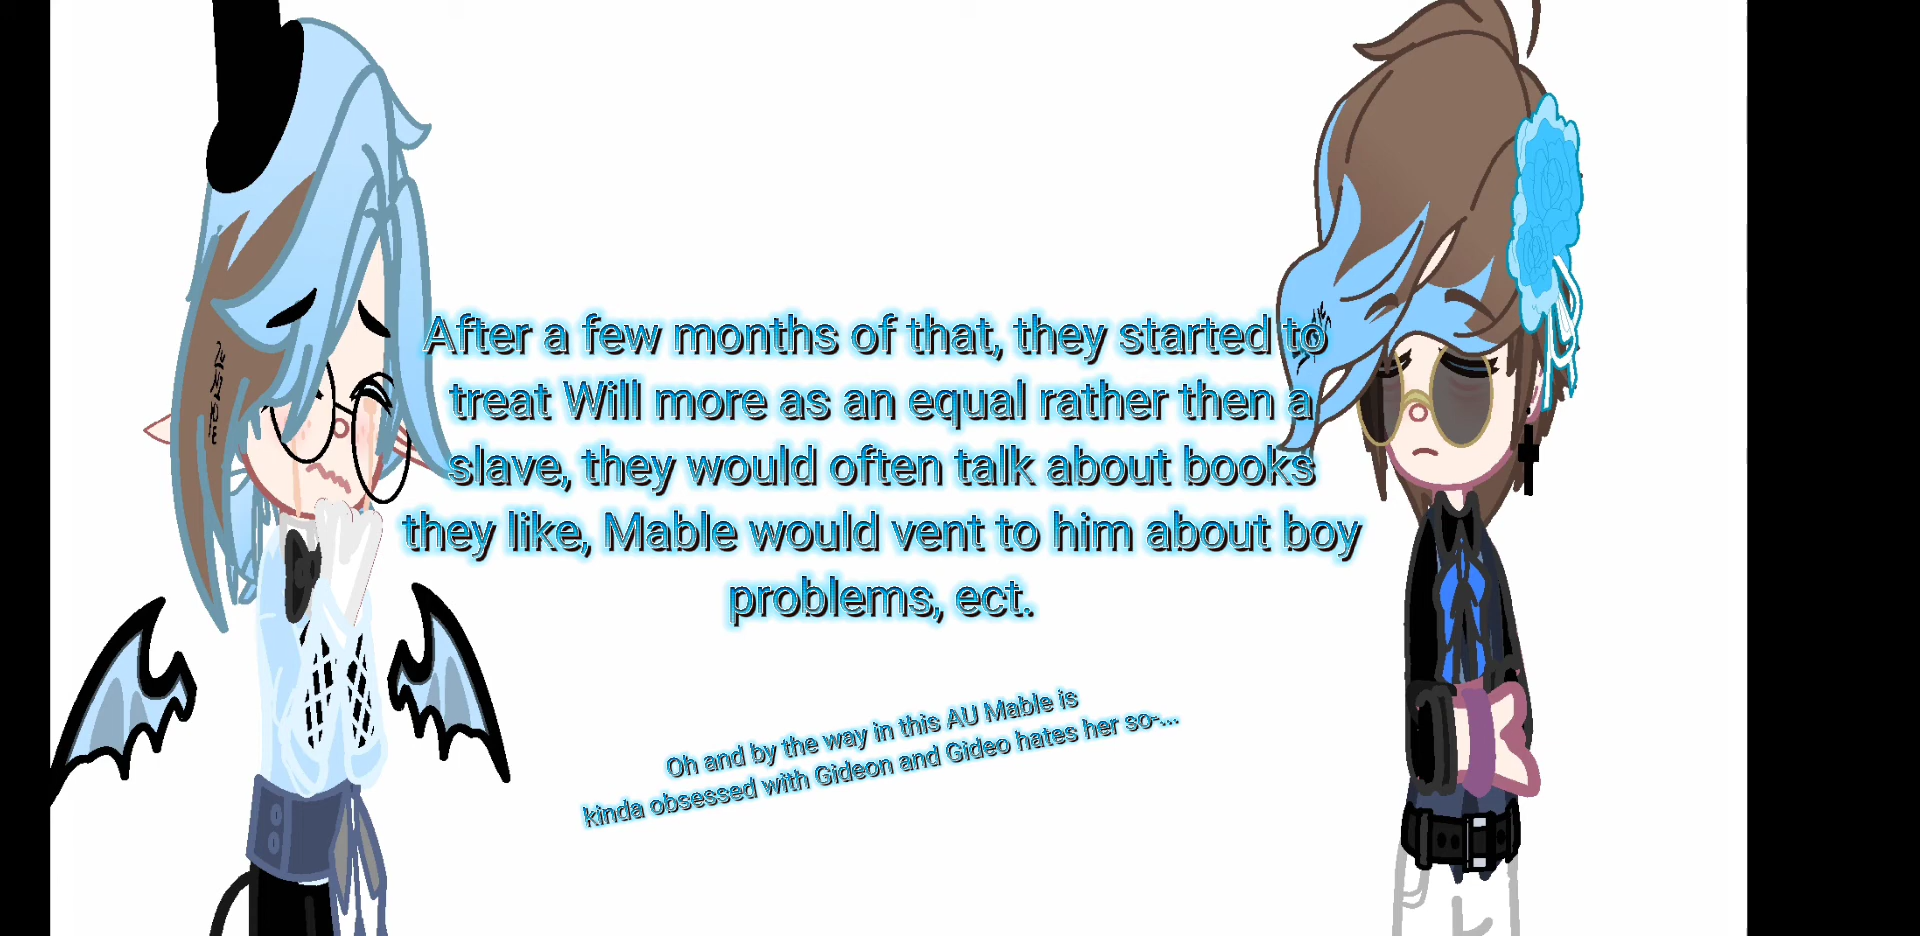 After a few months of that, they started to
treat Will more as an equal rather then a
slave, they would often talk about books
they like, Mable would vent to him about boy
problems, ect.
Oh and by the way in this AU Mable is
kinda obsessed with Gideon and Gideo hates her so-...